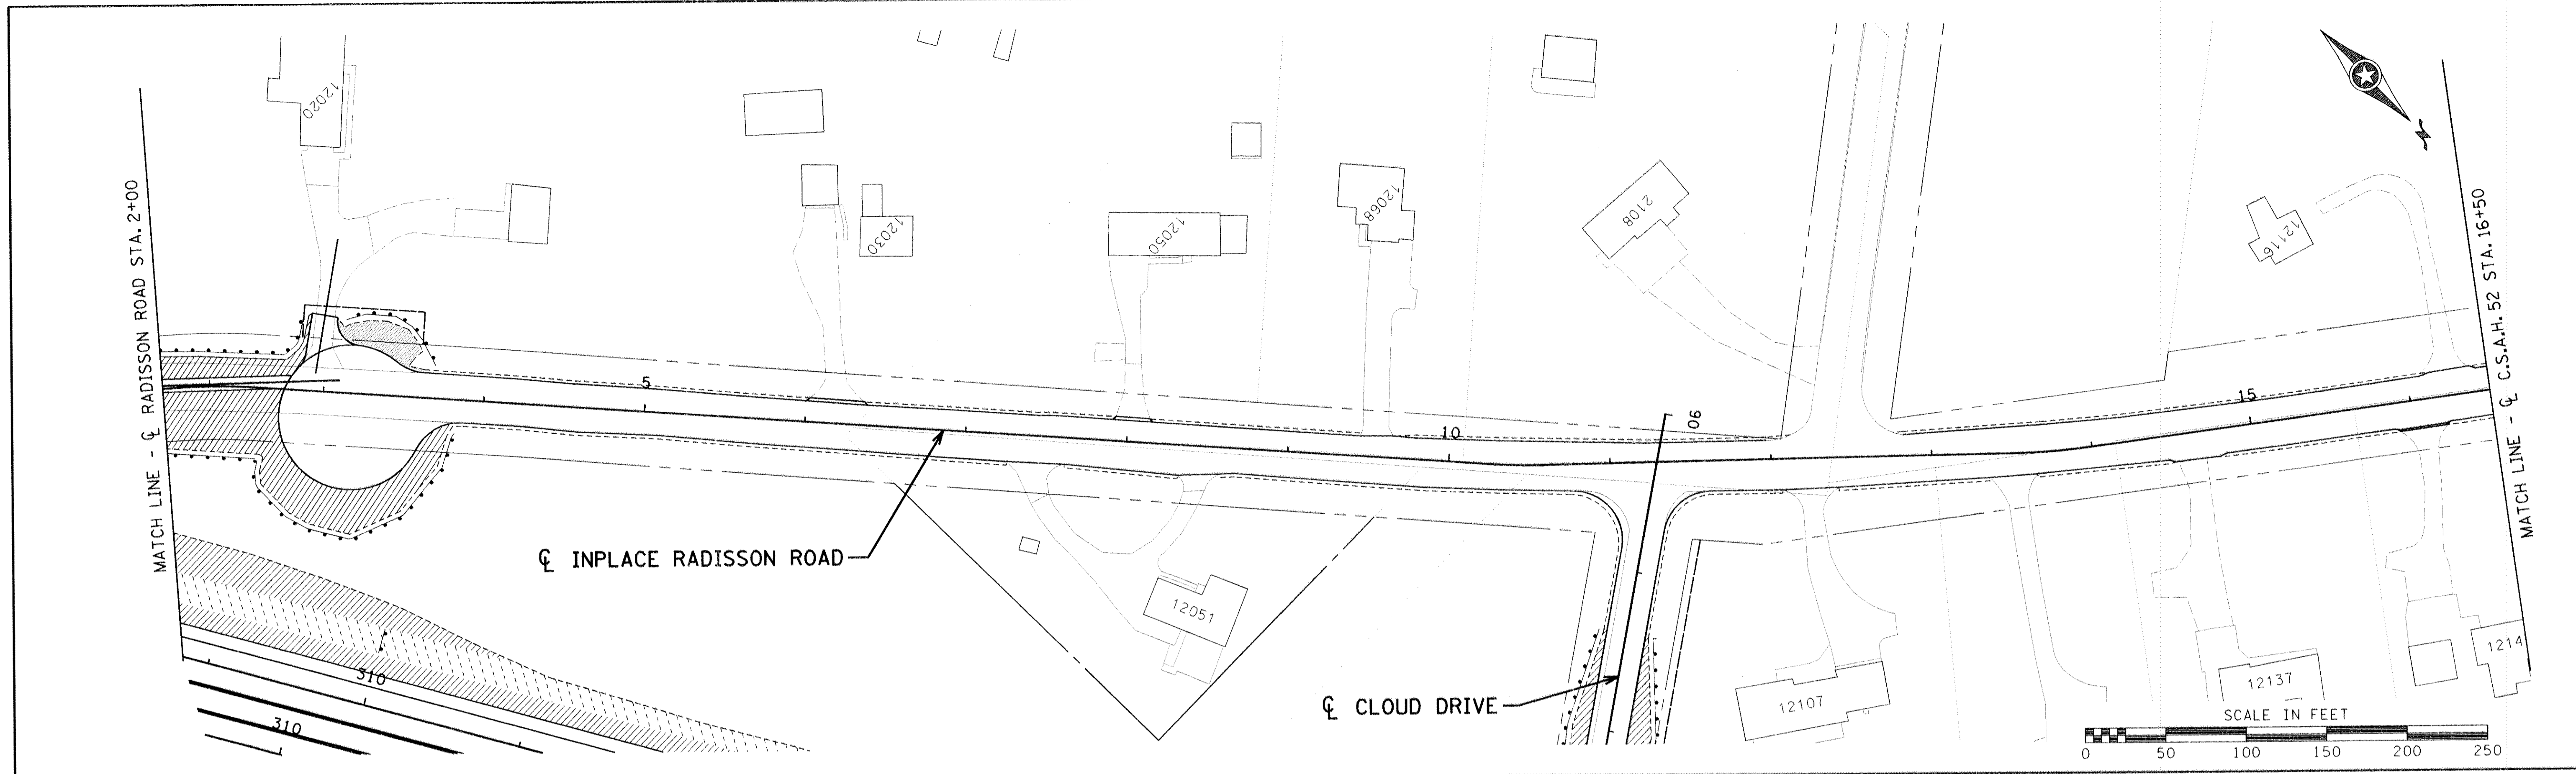 MATCH LINE - ℄ RADISSON ROAD STA. 2+00
12020
12030
12050
12068
2108
12116
N
MATCH LINE - ℄ C.S.A.H. 52 STA. 16+50
5
10
90
15
℄ INPLACE RADISSON ROAD
12051
℄ CLOUD DRIVE
12107
12137
1214
310
310
SCALE IN FEET
0 50 100 150 200 250